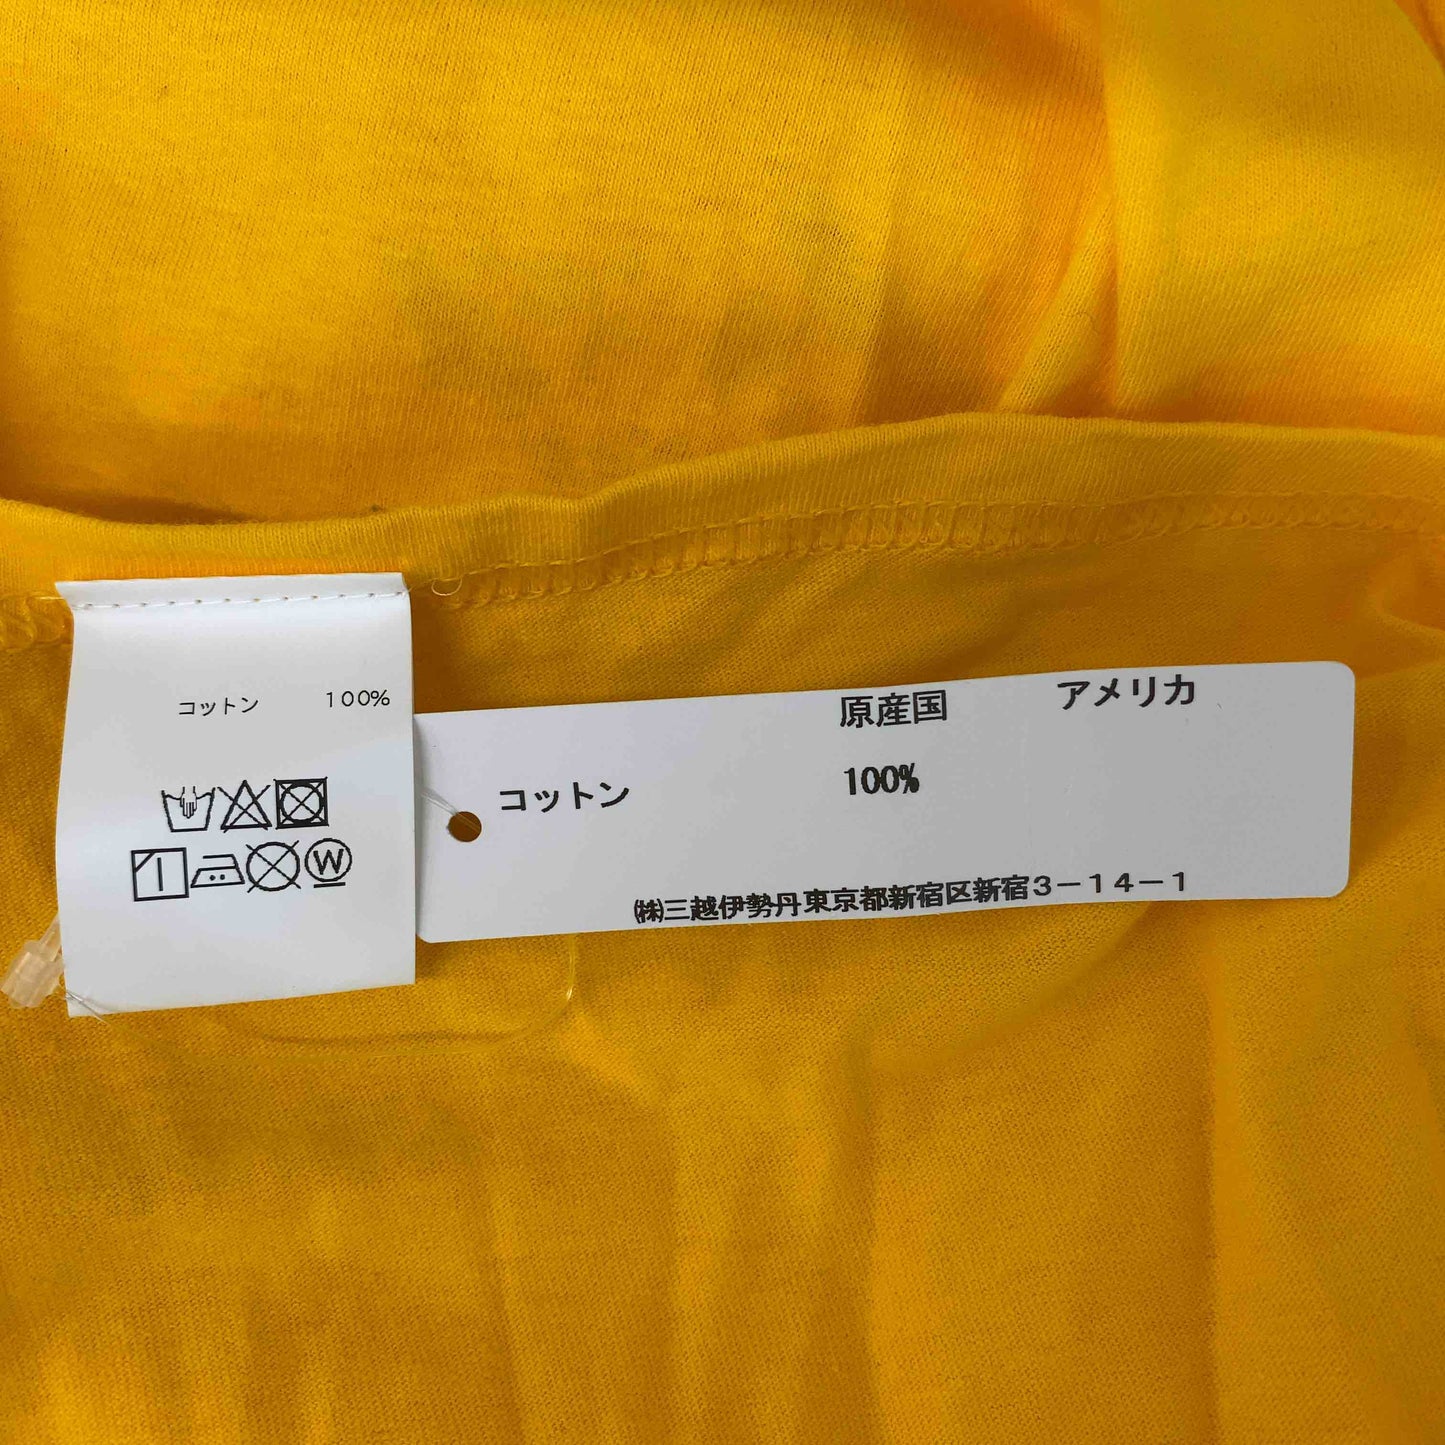 コットン 100%
W
原産国 アメリカ
コットン 100%
㈱三越伊勢丹東京都新宿区新宿3−14−1